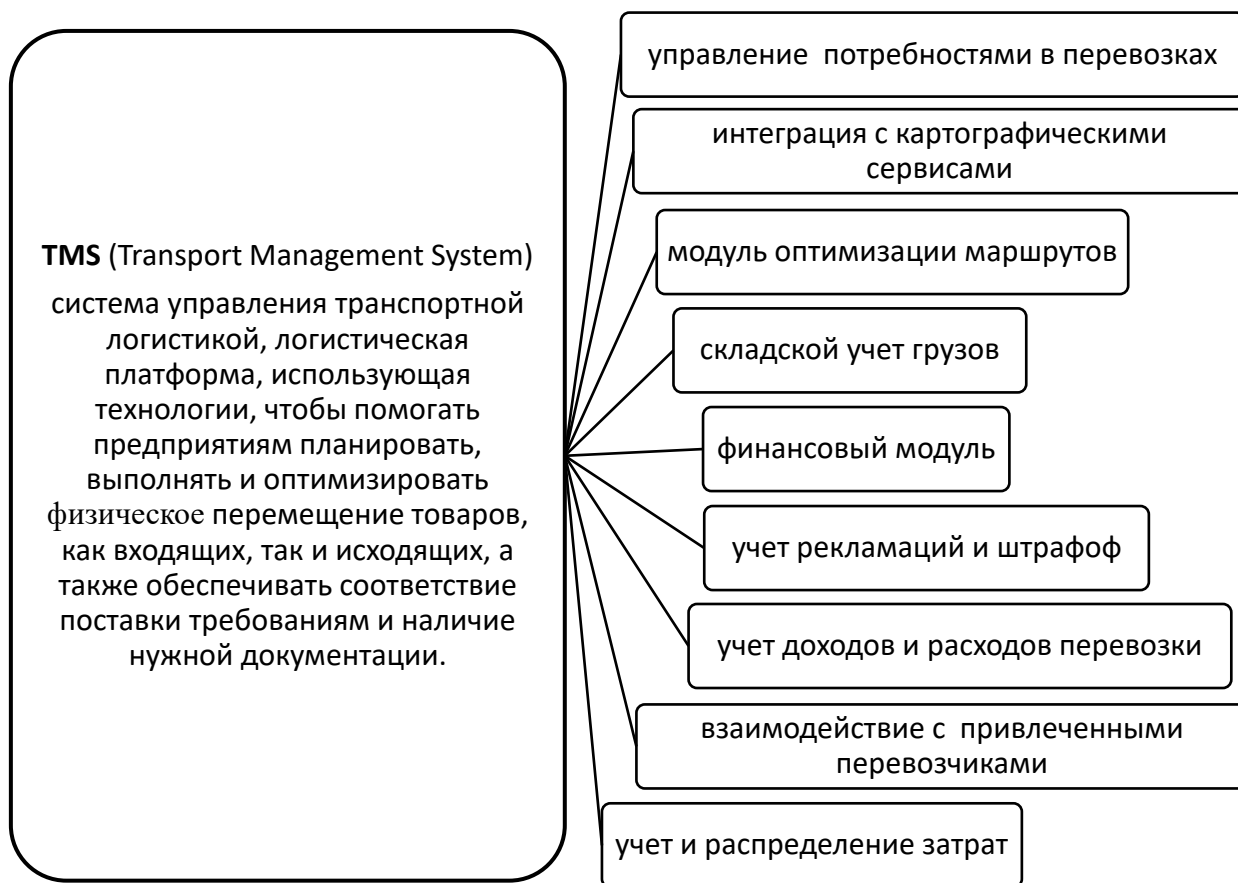 TMS (Transport Management System)
система управления транспортной
логистикой, логистическая
платформа, использующая
технологии, чтобы помогать
предприятиям планировать,
выполнять и оптимизировать
физическое перемещение товаров,
как входящих, так и исходящих, а
также обеспечивать соответствие
поставки требованиям и наличие
нужной документации.
управление потребностями в перевозках
интеграция с картографическими
сервисами
модуль оптимизации маршрутов
складской учет грузов
финансовый модуль
учет рекламаций и штрафоф
учет доходов и расходов перевозки
взаимодействие с привлеченными
перевозчиками
учет и распределение затрат